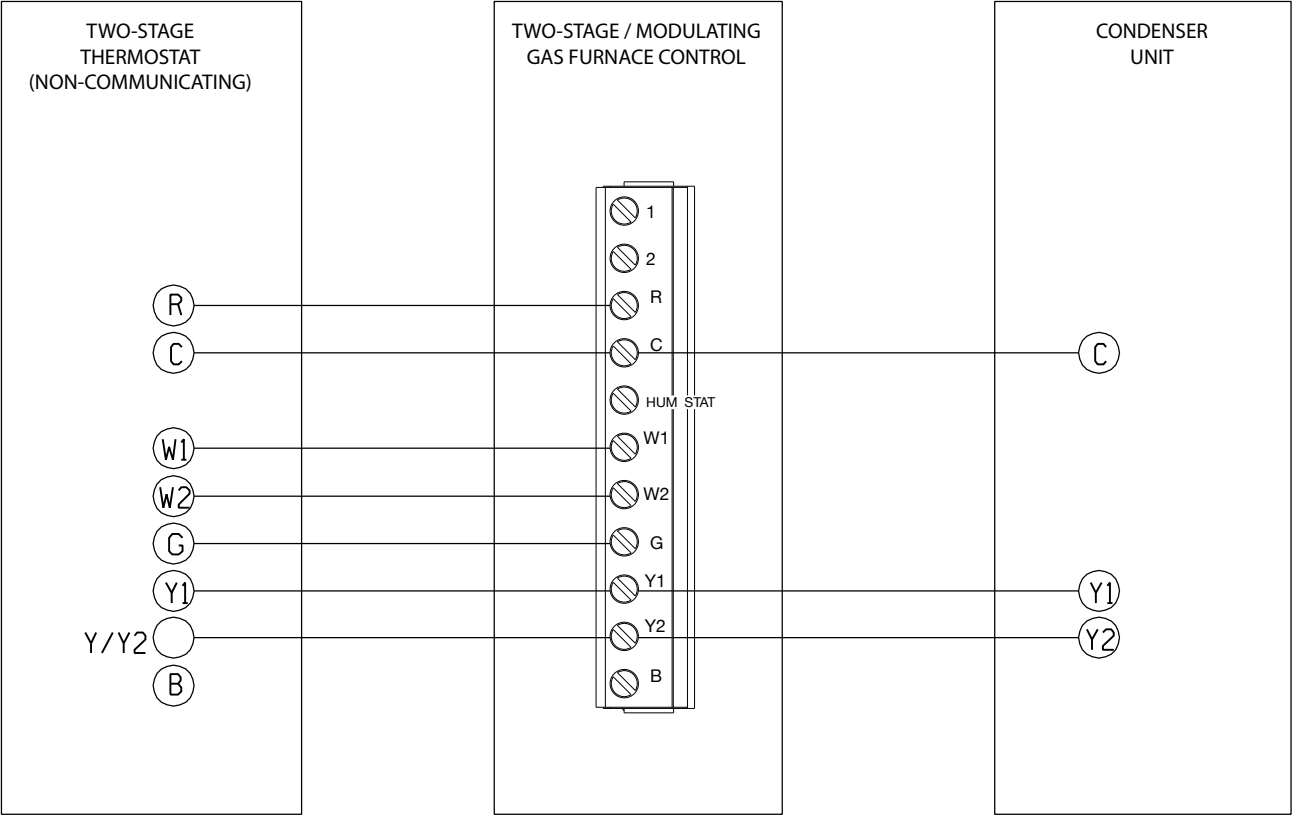 TWO-STAGE
THERMOSTAT
(NON-COMMUNICATING)
TWO-STAGE / MODULATING
GAS FURNACE CONTROL
CONDENSER
UNIT
1
2
R
R
C
C
C
HUM STAT
W1
W1
W2
W2
G
G
Y1
Y1
Y1
Y/Y2
Y2
Y2
B
B